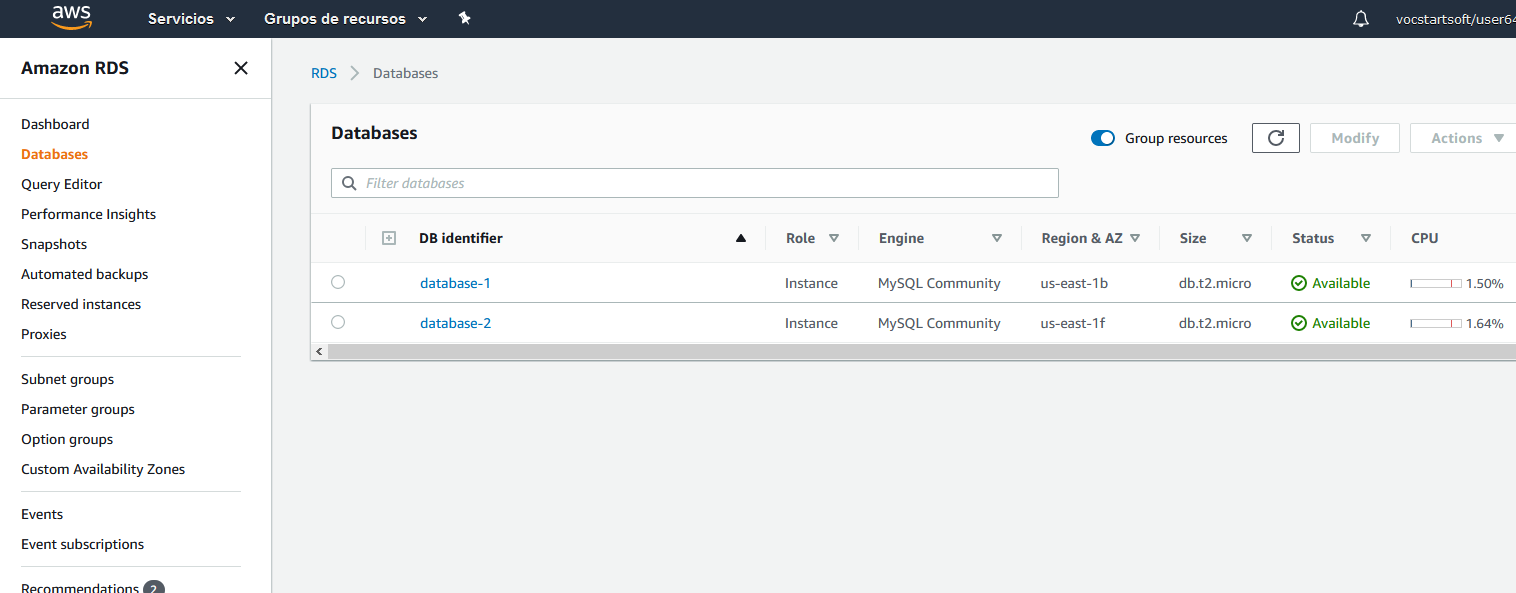 aws Servicios Grupos de recursos vocstartsoft/user64
Amazon RDS
Dashboard
Databases
Query Editor
Performance Insights
Snapshots
Automated backups
Reserved instances
Proxies
Subnet groups
Parameter groups
Option groups
Custom Availability Zones
Events
Event subscriptions
Recommendations 2
RDS > Databases
Databases
Group resources Modify Actions
Filter databases
DB identifier Role Engine Region & AZ Size Status CPU
database-1 Instance MySQL Community us-east-1b db.t2.micro Available 1.50%
database-2 Instance MySQL Community us-east-1f db.t2.micro Available 1.64%